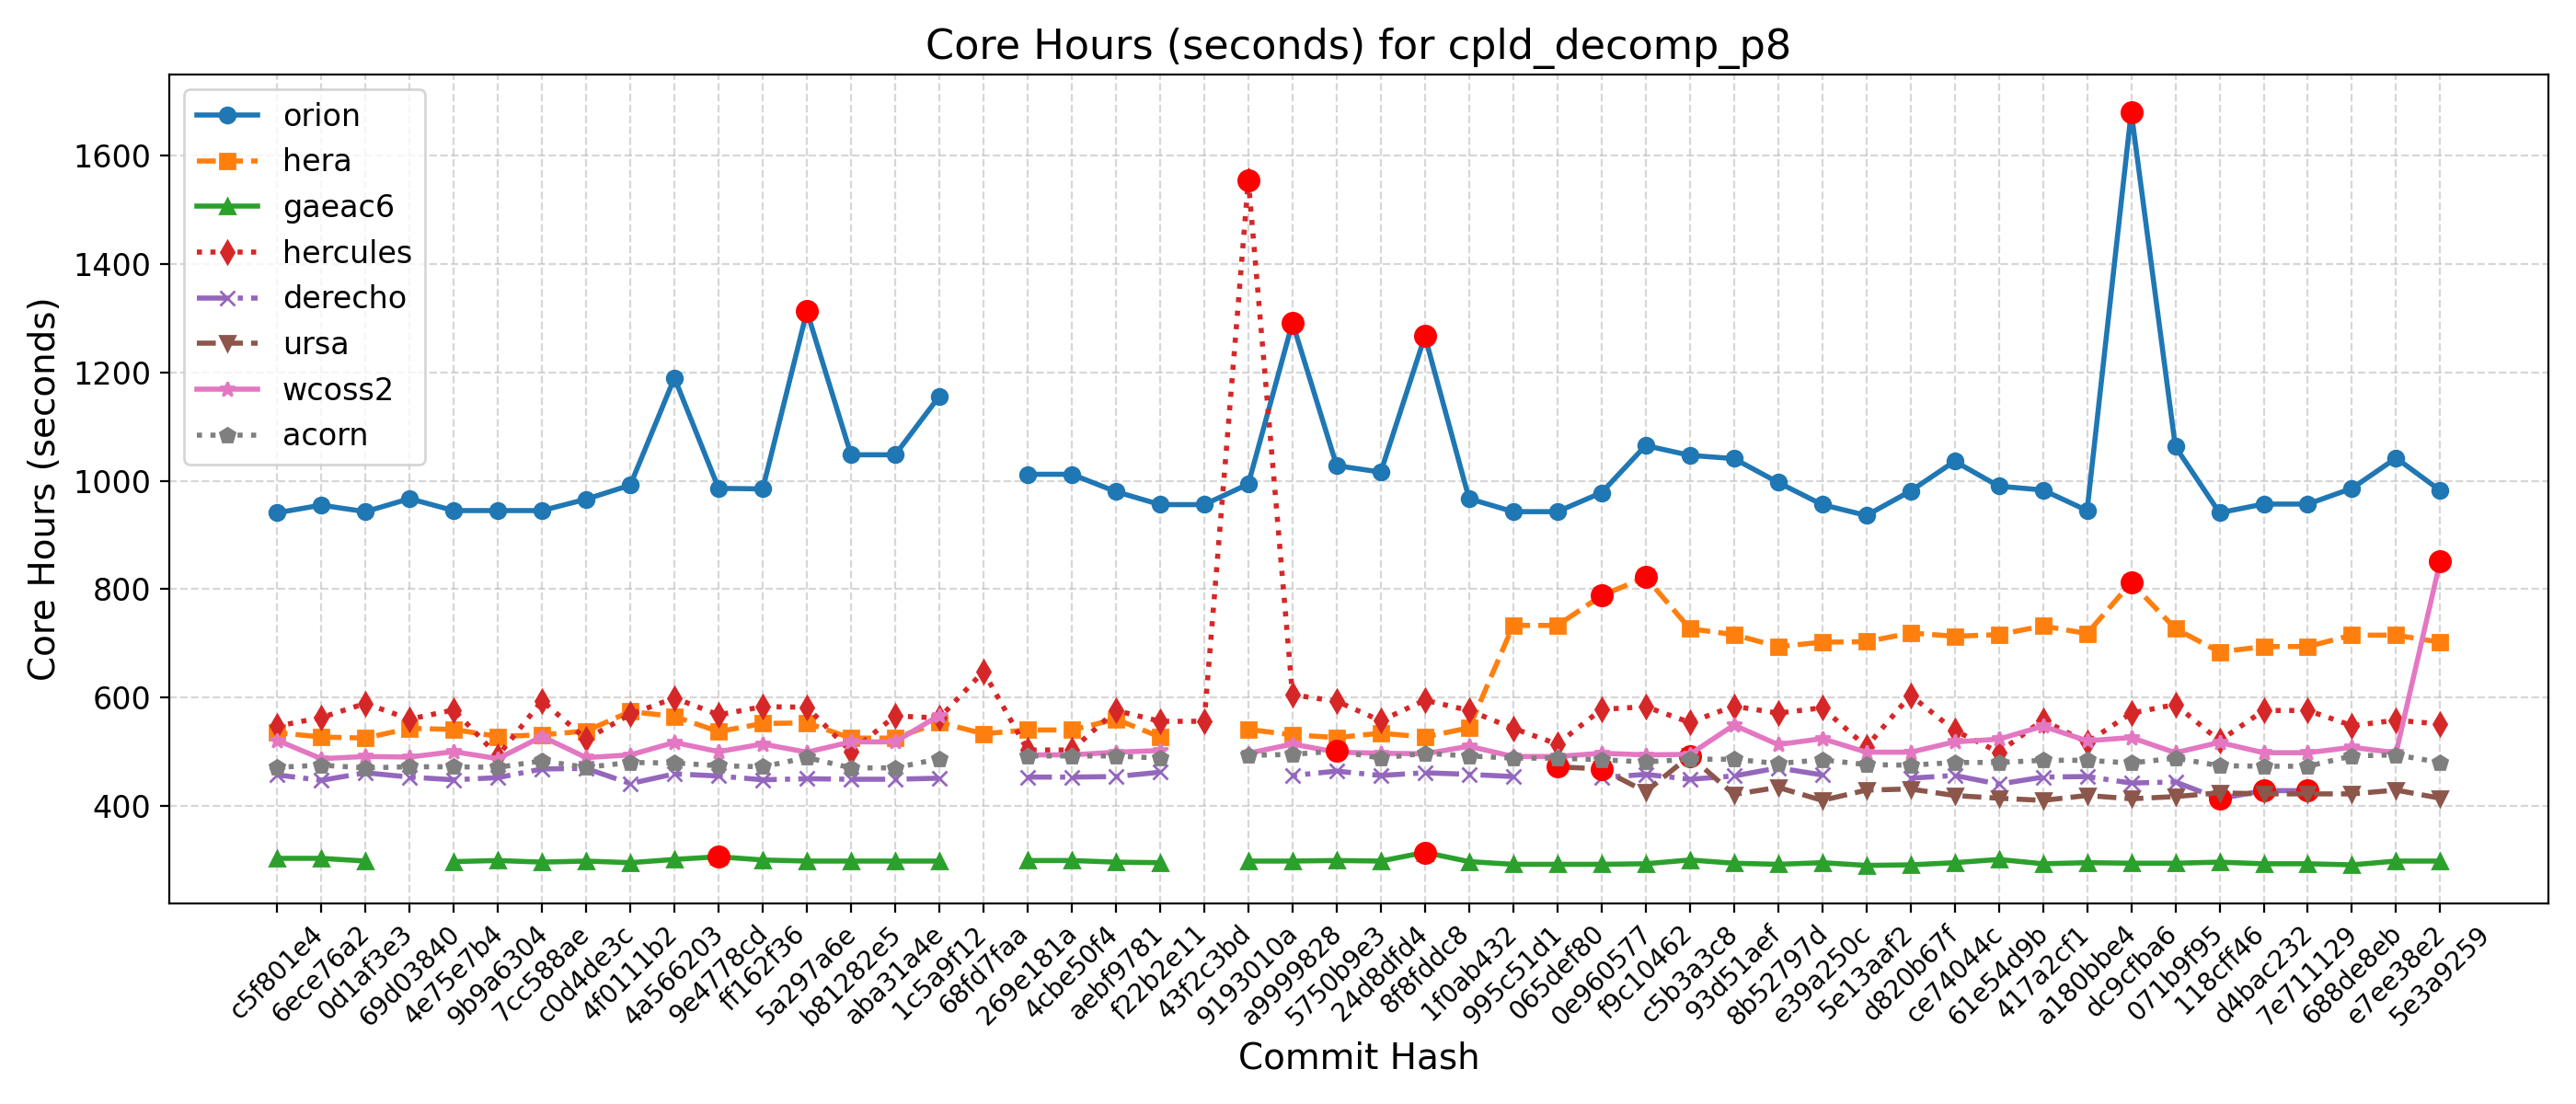 Core Hours (seconds) for cpld_decomp_p8
orion
hera
gaeac6
hercules
derecho
ursa
wcoss2
acorn
Core Hours (seconds)
1600
1400
1200
1000
800
600
400
c5f801e4
6ece76a2
0d1af3e3
69d03840
4e75e7b4
9b9a6304
7cc588ae
c0d4de3c
4f0111b2
4a566203
9e4778cd
ff162f36
5a297a6e
b81282e5
aba31a4e
1c5a9f12
68fd7faa
269e181a
4cbe50f4
aebf9781
f22b2e11
43f2c3bd
9193010a
a9999828
5750b9e3
24d8dfd4
8f8fddc8
1f0ab432
995c51d1
065def80
0e960577
f9c10462
c5b3a3c8
93d51aef
8b52797d
e39a250c
5e13aaf2
d820b67f
ce74044c
61e54d9b
417a2cf1
a180bbe4
dc9cfba6
071b9f95
118cff46
d4bac232
7e711129
688de8eb
e7ee38e2
5e3a9259
Commit Hash